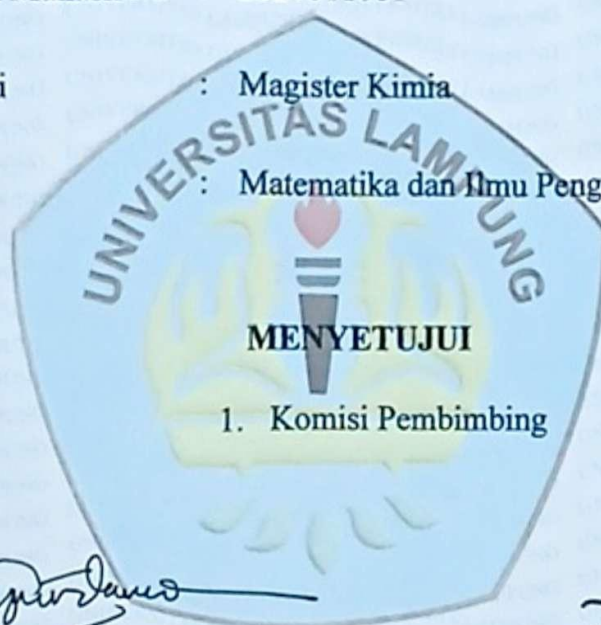 i : Magister Kimia
UNIVERSITAS LAMPUNG
: Matematika dan Ilmu Peng
MENYETUJUI
1. Komisi Pembimbing